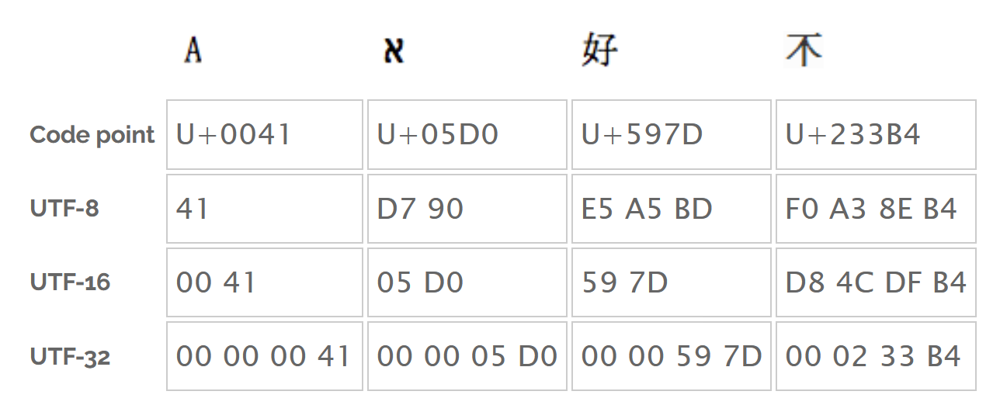 A א 好 𣎴
Code point U+0041 U+05D0 U+597D U+233B4
UTF-8 41 D7 90 E5 A5 BD F0 A3 8E B4
UTF-16 00 41 05 D0 59 7D D8 4C DF B4
UTF-32 00 00 00 41 00 00 05 D0 00 00 59 7D 00 02 33 B4